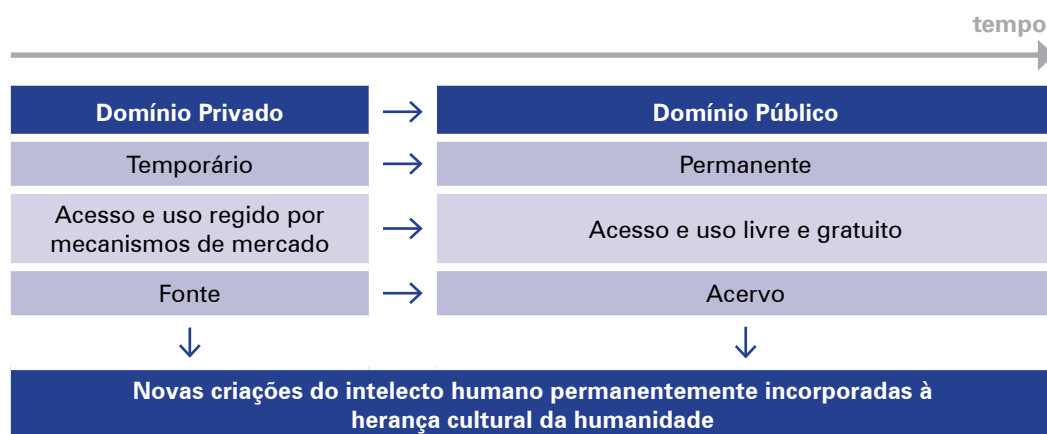 tempo
Domínio Privado → Domínio Público
Temporário → Permanente
Acesso e uso regido por
mecanismos de mercado → Acesso e uso livre e gratuito
Fonte → Acervo
Novas criações do intelecto humano permanentemente incorporadas à
herança cultural da humanidade